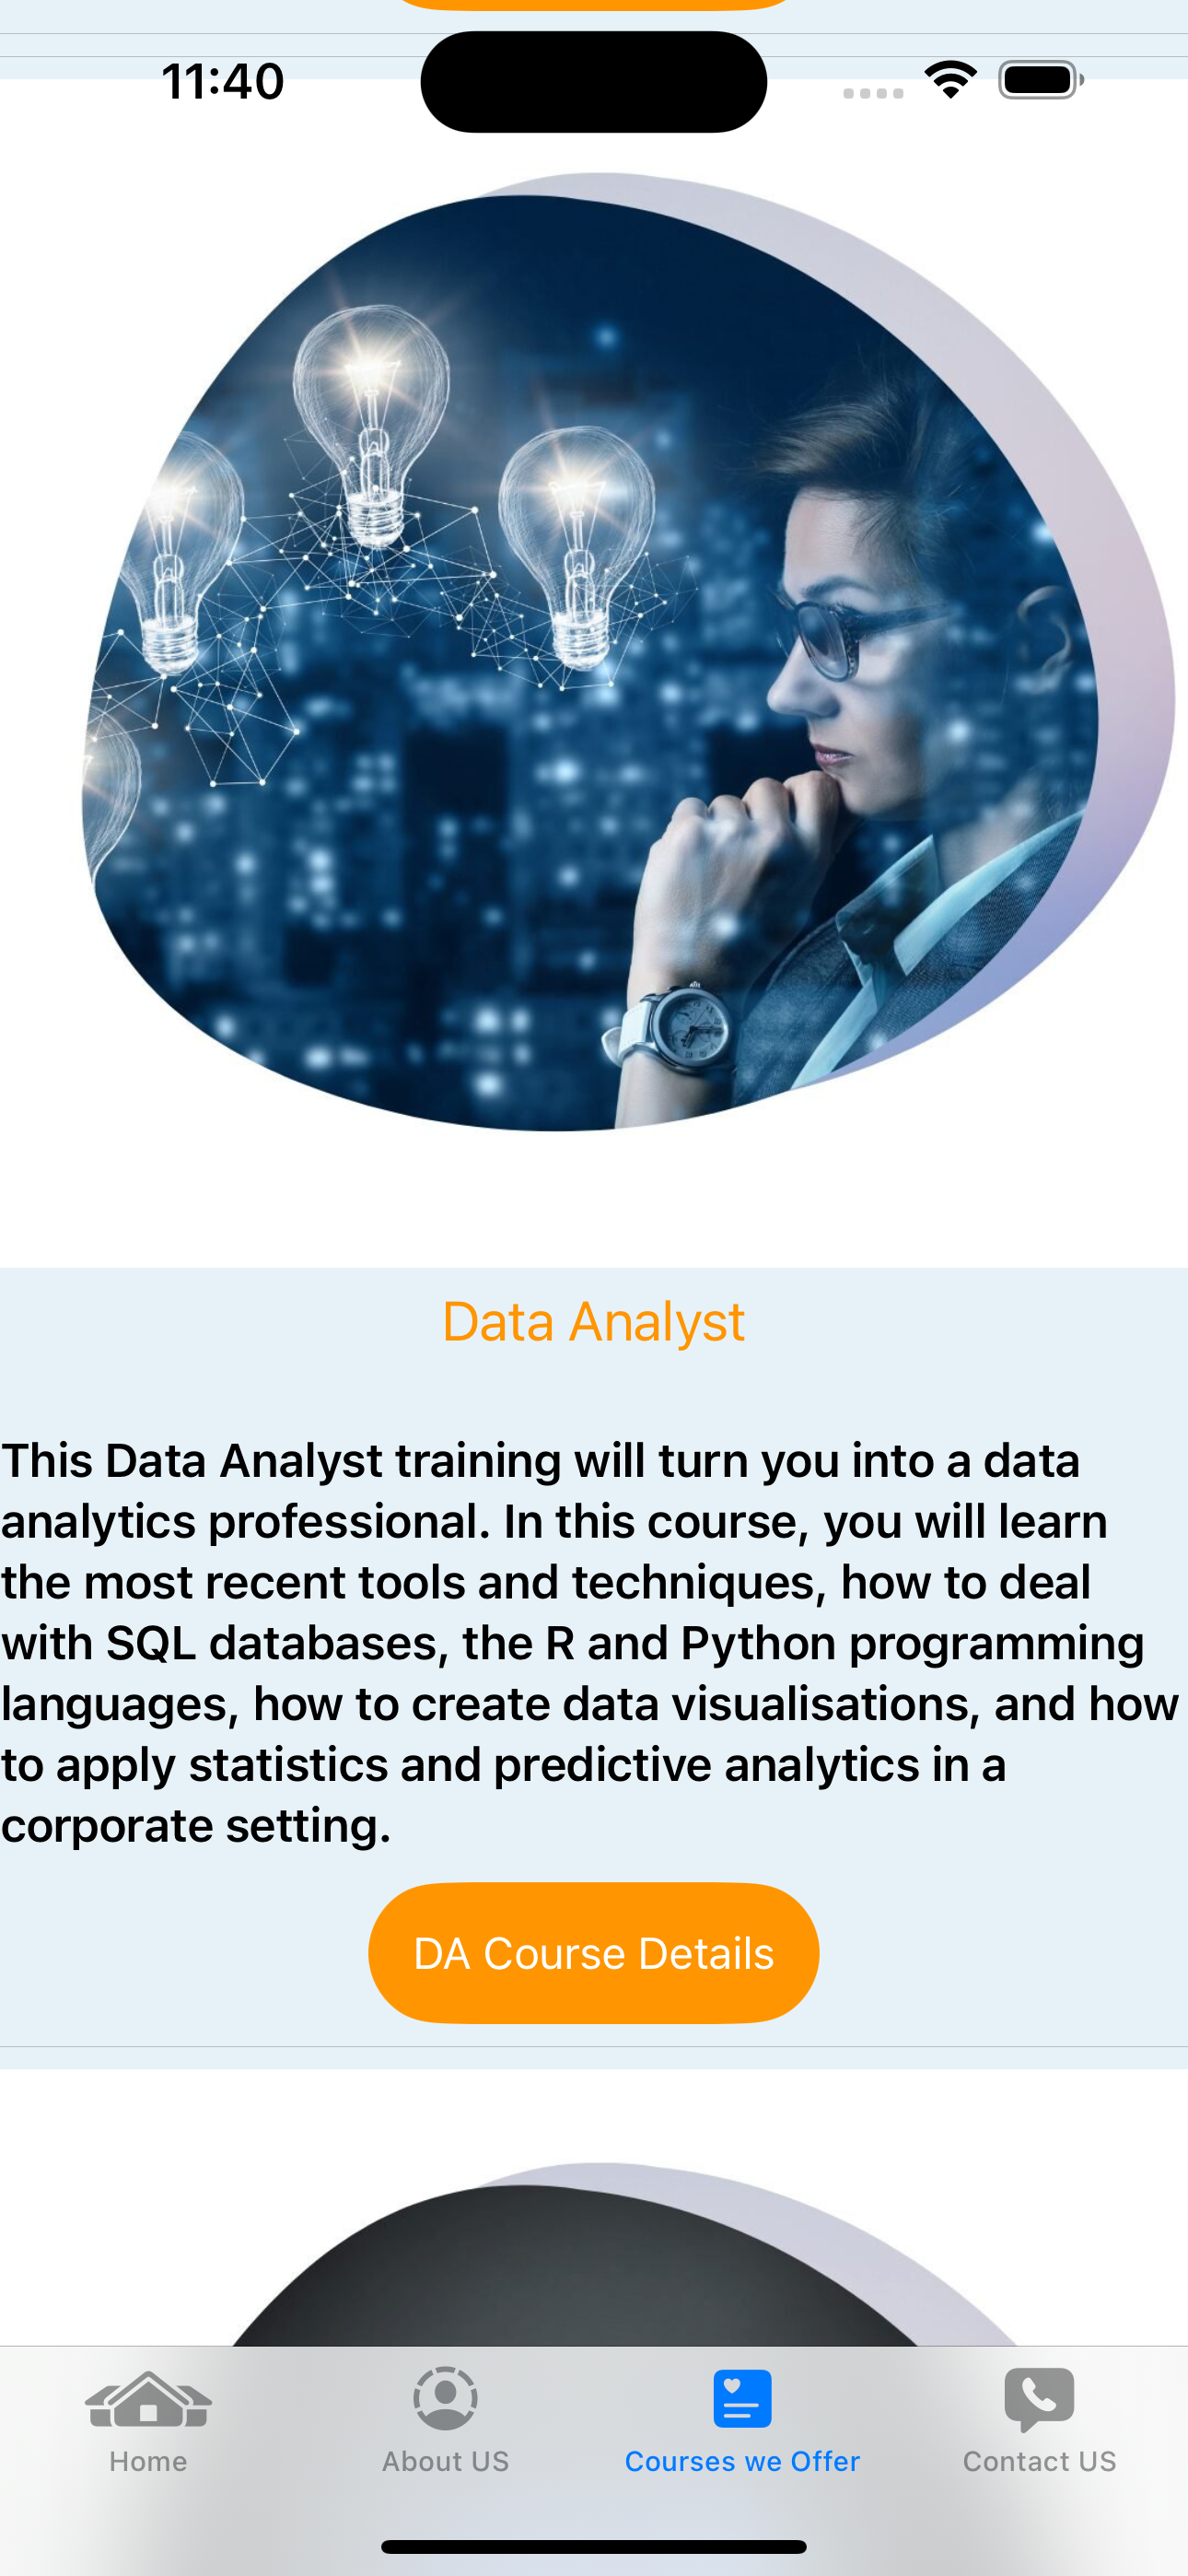 11:40
Data Analyst
This Data Analyst training will turn you into a data
analytics professional. In this course, you will learn
the most recent tools and techniques, how to deal
with SQL databases, the R and Python programming
languages, how to create data visualisations, and how
to apply statistics and predictive analytics in a
corporate setting.
DA Course Details
Home
About US
Courses we Offer
Contact US